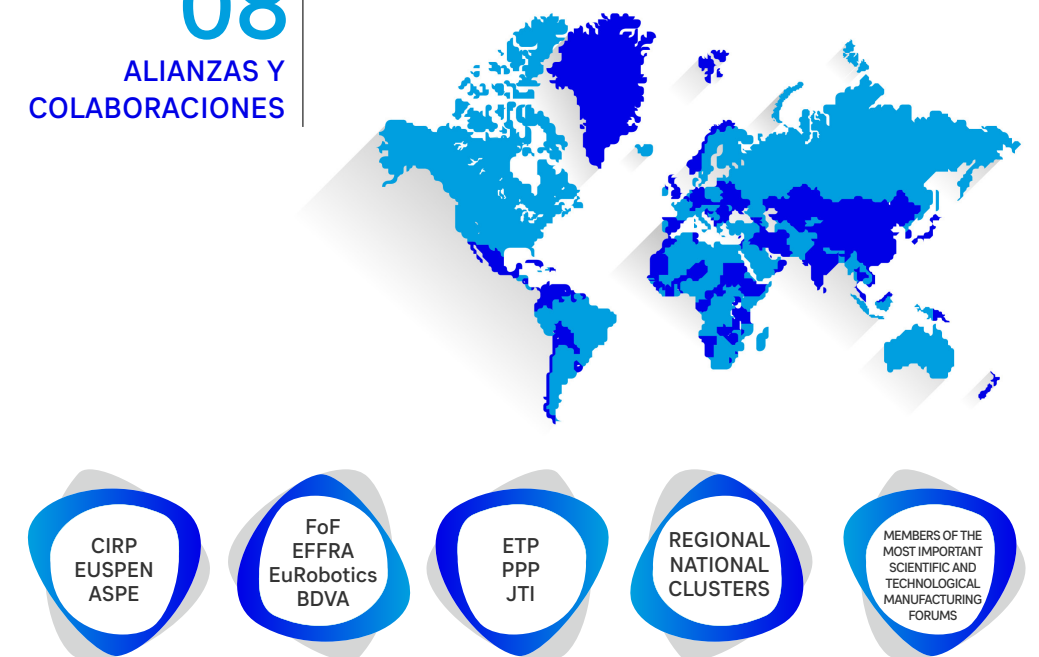 08
ALIANZAS Y
COLABORACIONES
CIRP
EUSPEN
ASPE
FoF
EFFRA
EuRobotics
BDVA
ETP
PPP
JTI
REGIONAL
NATIONAL
CLUSTERS
MEMBERS OF THE
MOST IMPORTANT
SCIENTIFIC AND
TECHNOLOGICAL
MANUFACTURING
FORUMS